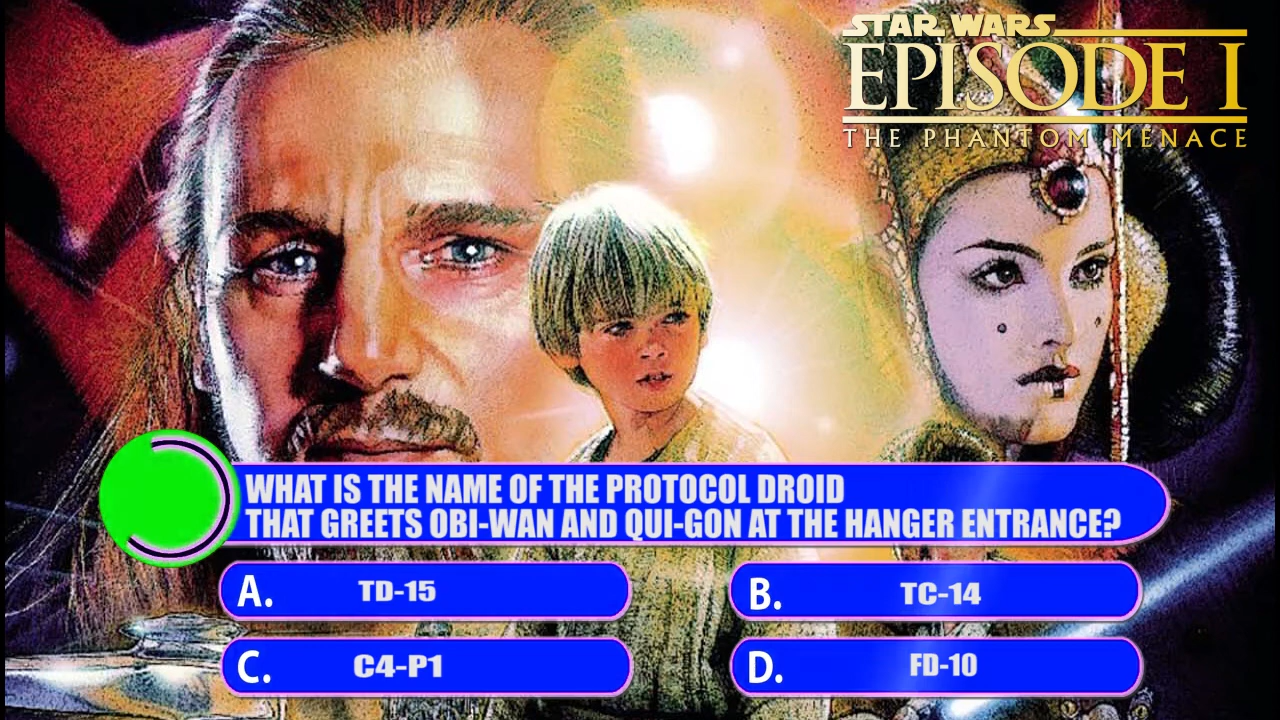 STAR WARS
EPISODE I
THE PHANTOM MENACE
WHAT IS THE NAME OF THE PROTOCOL DROID
THAT GREETS OBI-WAN AND QUI-GON AT THE HANGER ENTRANCE?
A. TD-15
B. TC-14
C. C4-P1
D. FD-10